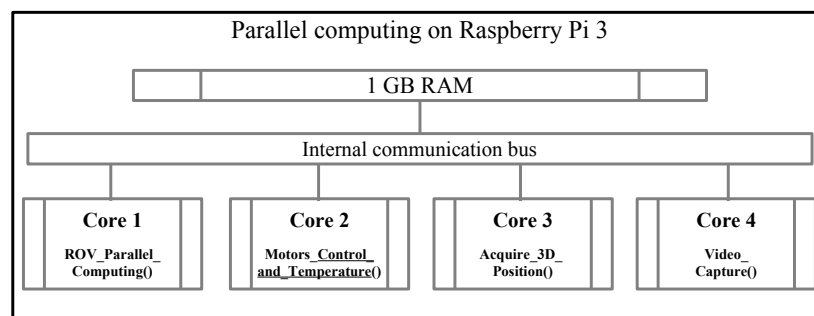 Parallel computing on Raspberry Pi 3
1 GB RAM
Internal communication bus
Core 1
ROV_Parallel_
Computing()
Core 2
Motors_Control_
and_Temperature()
Core 3
Acquire_3D_
Position()
Core 4
Video_
Capture()